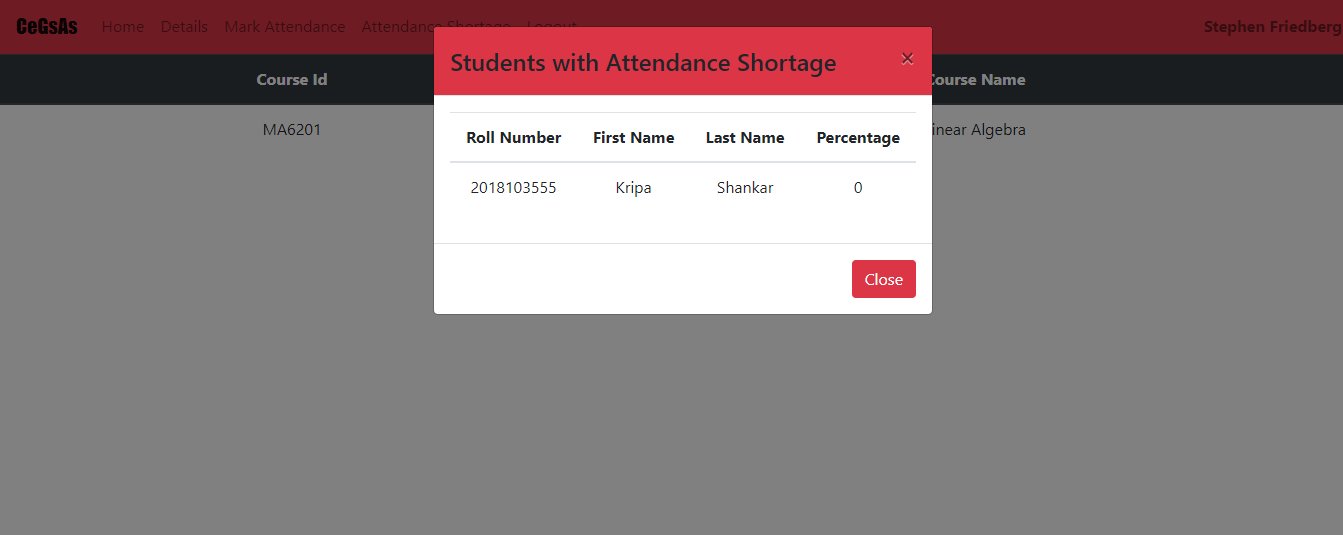 CeGsAs Home Details Mark Attendance Attendance Shortage Logout Stephen Friedberg
Students with Attendance Shortage ×
Course Id Course Name
Roll Number First Name Last Name Percentage
MA6201 inear Algebra
2018103555 Kripa Shankar 0
Close